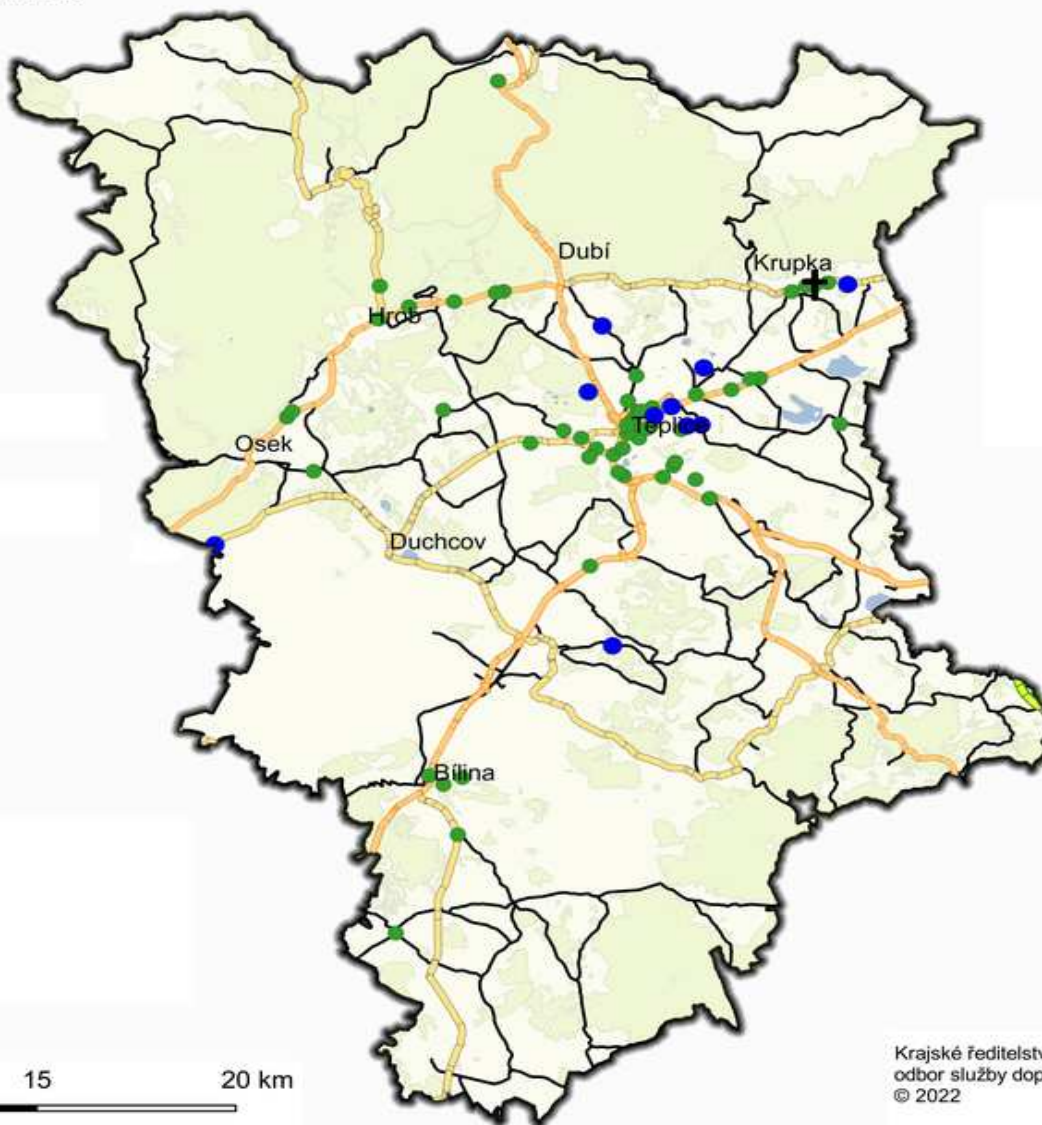 Dubí
Krupka
Hrob
Teplice
Osek
Duchcov
Bílina
15 20 km
Krajské ředitelstv
odbor služby dop
© 2022